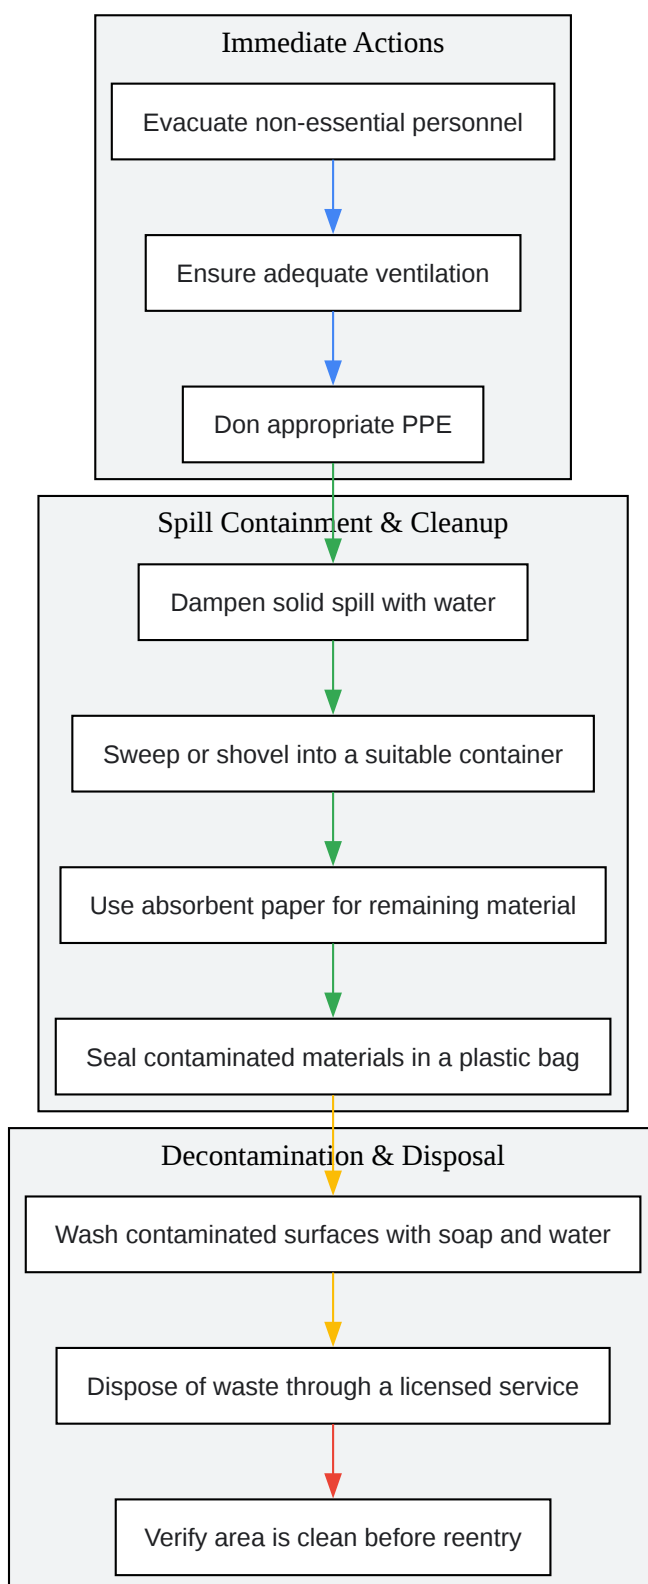 Immediate Actions
Evacuate non-essential personnel
Ensure adequate ventilation
Don appropriate PPE
Spill Containment & Cleanup
Dampen solid spill with water
Sweep or shovel into a suitable container
Use absorbent paper for remaining material
Seal contaminated materials in a plastic bag
Decontamination & Disposal
Wash contaminated surfaces with soap and water
Dispose of waste through a licensed service
Verify area is clean before reentry